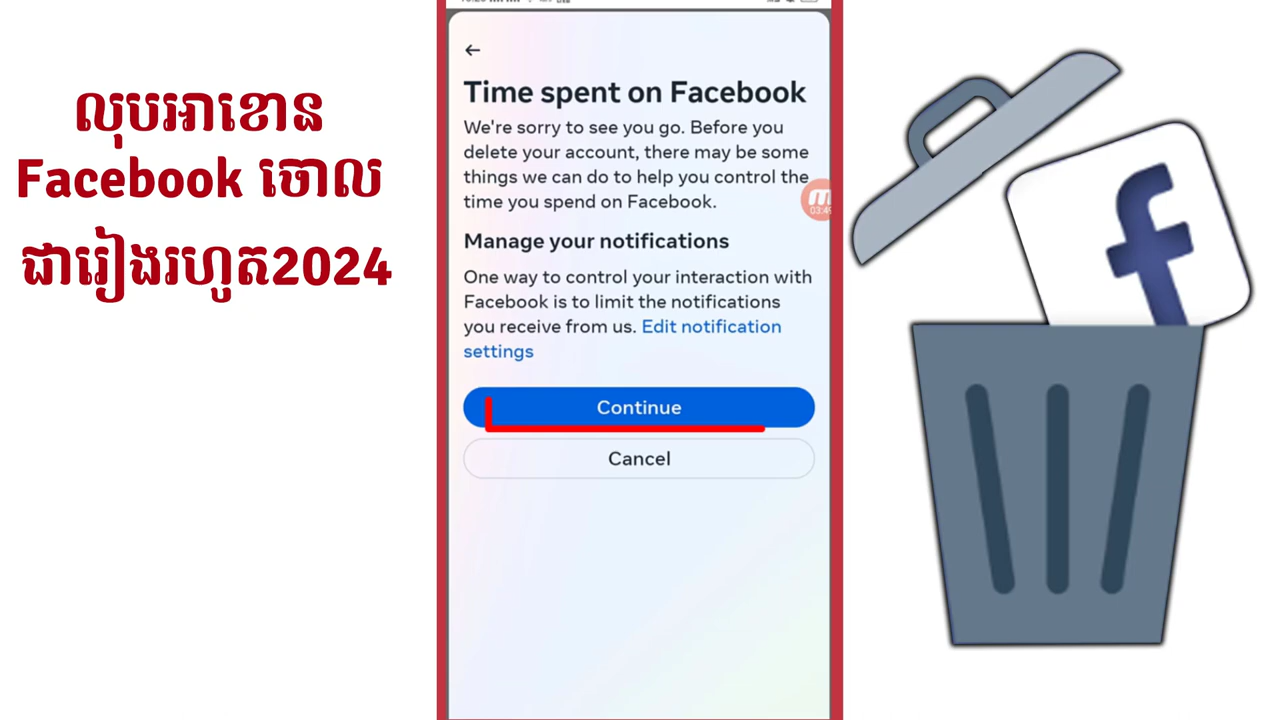 លុបអាខោន
Facebook ចោល
ជារៀងរហូត2024
Time spent on Facebook
We're sorry to see you go. Before you
delete your account, there may be some
things we can do to help you control the
time you spend on Facebook.
03:49
Manage your notifications
One way to control your interaction with
Facebook is to limit the notifications
you receive from us. Edit notification
settings
Continue
Cancel